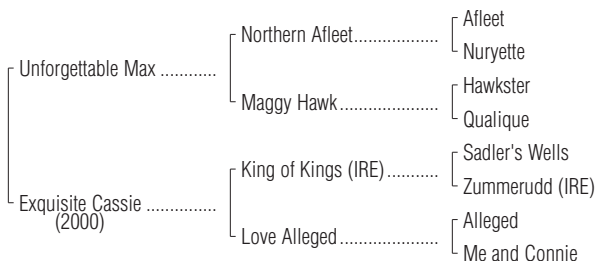 Afleet
Northern Afleet..................
Nuryette
Unforgettable Max ............
Hawkster
Maggy Hawk.....................
Qualique
Sadler's Wells
King of Kings (IRE)...........
Zummerudd (IRE)
Exquisite Cassie ...............
(2000)
Alleged
Love Alleged.....................
Me and Connie